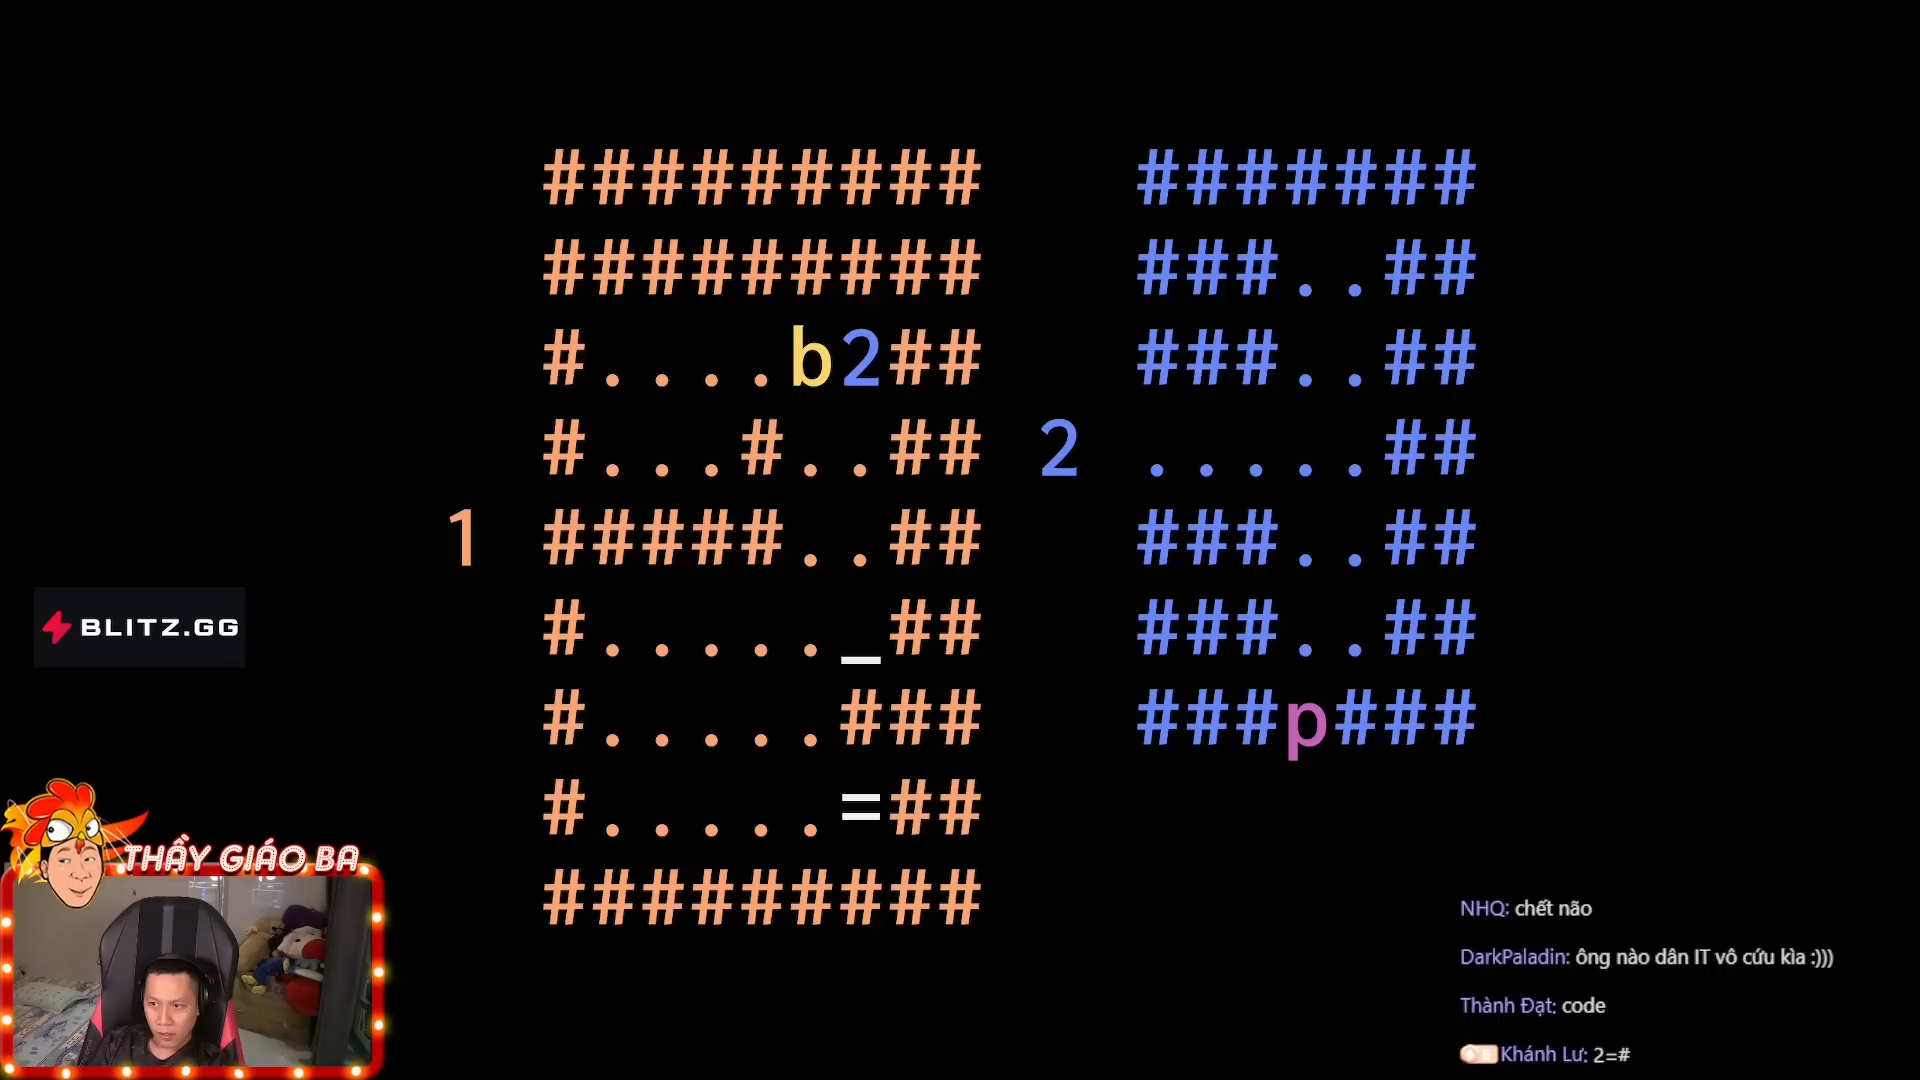 ######### #######
######### ###..##
#....b2## ###..##
#...#..## 2 .....##
1 #####..## ###..##
#....._## ###..##
#.....### ###p###
#.....=##
#########
BLITZ.GG
THẦY GIÁO BA
NHQ: chết não
DarkPaladin: ông nào dân IT vô cứu kìa :)))
Thành Đạt: code
Khánh Lư: 2=#